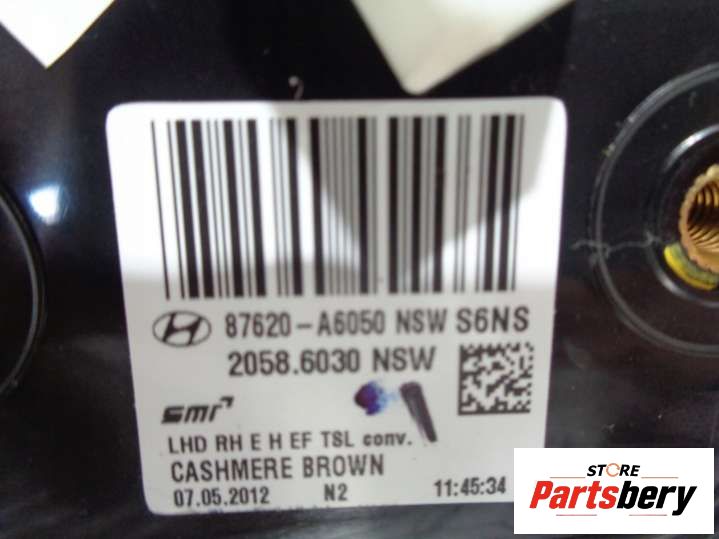 87620-A6050 NSW S6NS
2058.6030 NSW
smr
LHD RH E H EF TSL conv.
CASHMERE BROWN
07.05.2012 N2 11:45:34
STORE
Partsbery